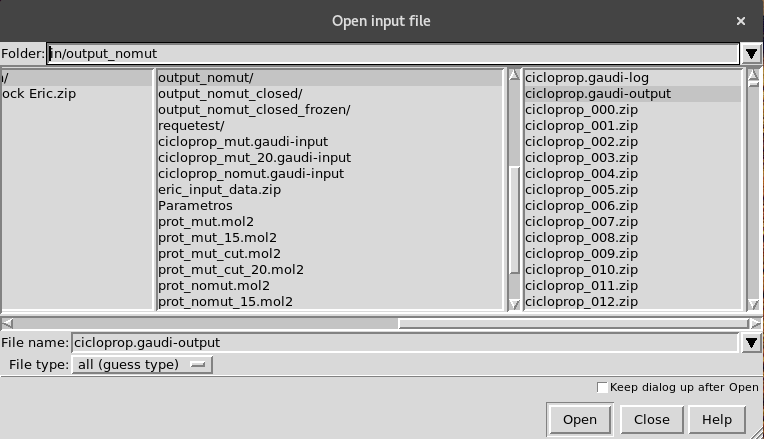 Open input file
Folder: in/output_nomut
/
ock Eric.zip
output_nomut/
output_nomut_closed/
output_nomut_closed_frozen/
requetest/
cicloprop_mut.gaudi-input
cicloprop_mut_20.gaudi-input
cicloprop_nomut.gaudi-input
eric_input_data.zip
Parametros
prot_mut.mol2
prot_mut_15.mol2
prot_mut_cut.mol2
prot_mut_cut_20.mol2
prot_nomut.mol2
prot_nomut_15.mol2
cicloprop.gaudi-log
cicloprop.gaudi-output
cicloprop_000.zip
cicloprop_001.zip
cicloprop_002.zip
cicloprop_003.zip
cicloprop_004.zip
cicloprop_005.zip
cicloprop_006.zip
cicloprop_007.zip
cicloprop_008.zip
cicloprop_009.zip
cicloprop_010.zip
cicloprop_011.zip
cicloprop_012.zip
File name: cicloprop.gaudi-output
File type: all (guess type)
Keep dialog up after Open
Open Close Help